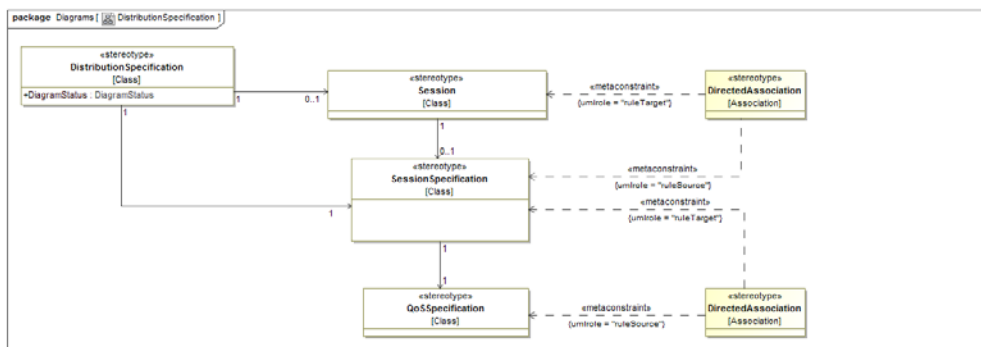 package Diagrams [ DistributionSpecification ]
«stereotype»
DistributionSpecification
[Class]
+DiagramStatus : DiagramStatus
1
0..1
1
«stereotype»
Session
[Class]
«metaconstraint»
{umlrole = "ruleTarget"}
«stereotype»
DirectedAssociation
[Association]
1
0..1
«stereotype»
SessionSpecification
[Class]
«metaconstraint»
{umlrole = "ruleSource"}
«metaconstraint»
{umlrole = "ruleTarget"}
1
1
1
«stereotype»
QoSSpecification
[Class]
«metaconstraint»
{umlrole = "ruleSource"}
«stereotype»
DirectedAssociation
[Association]